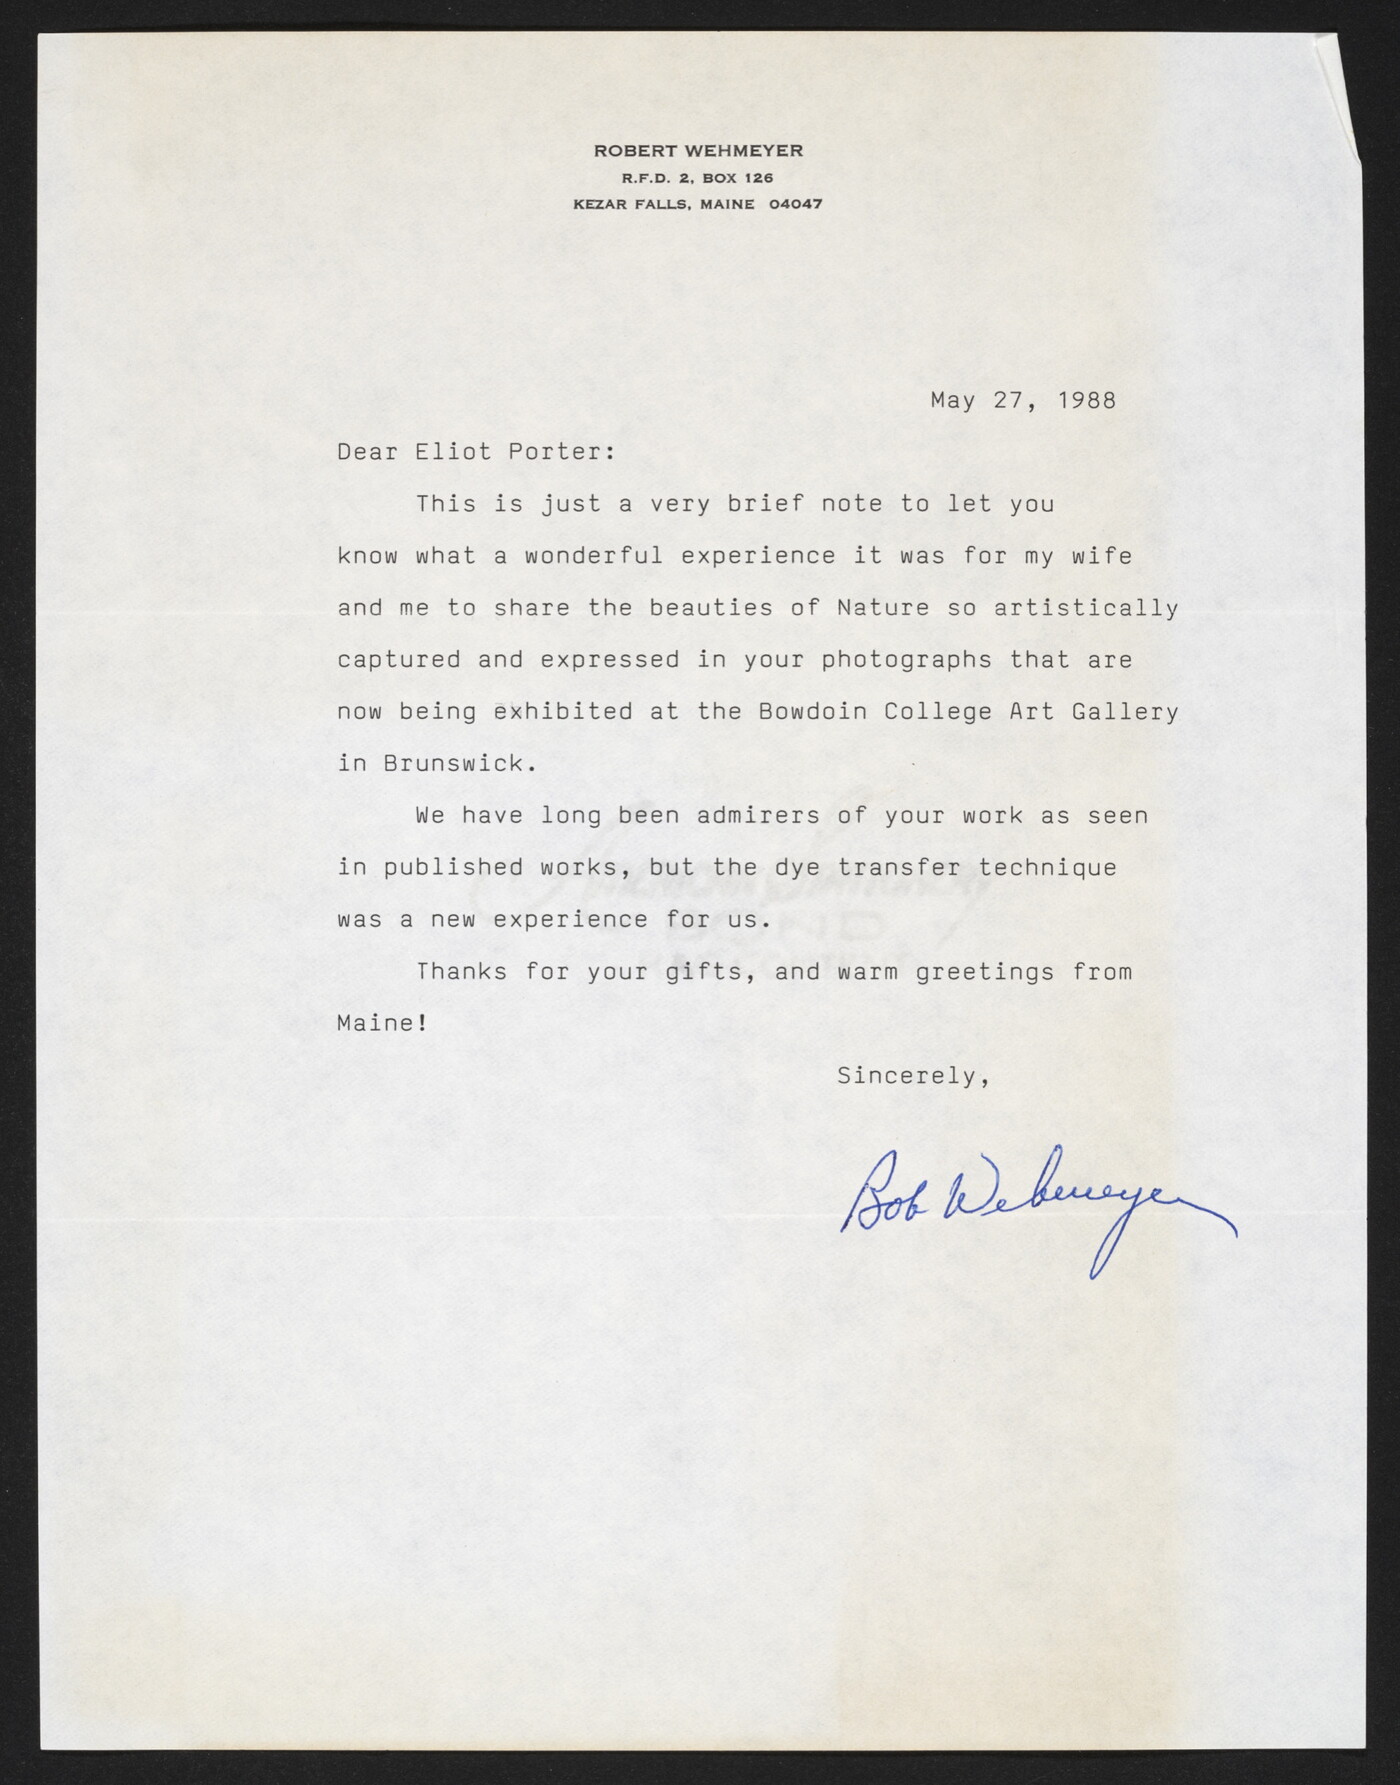 ROBERT WEHMEYER
R.F.D. 2, BOX 126
KEZAR FALLS, MAINE 04047
May 27, 1988
Dear Eliot Porter:
This is just a very brief note to let you
know what a wonderful experience it was for my wife
and me to share the beauties of Nature so artistically
captured and expressed in your photographs that are
now being exhibited at the Bowdoin College Art Gallery
in Brunswick.
We have long been admirers of your work as seen
in published works, but the dye transfer technique
was a new experience for us.
Thanks for your gifts, and warm greetings from
Maine!
Sincerely,
Bob Wehmeyer